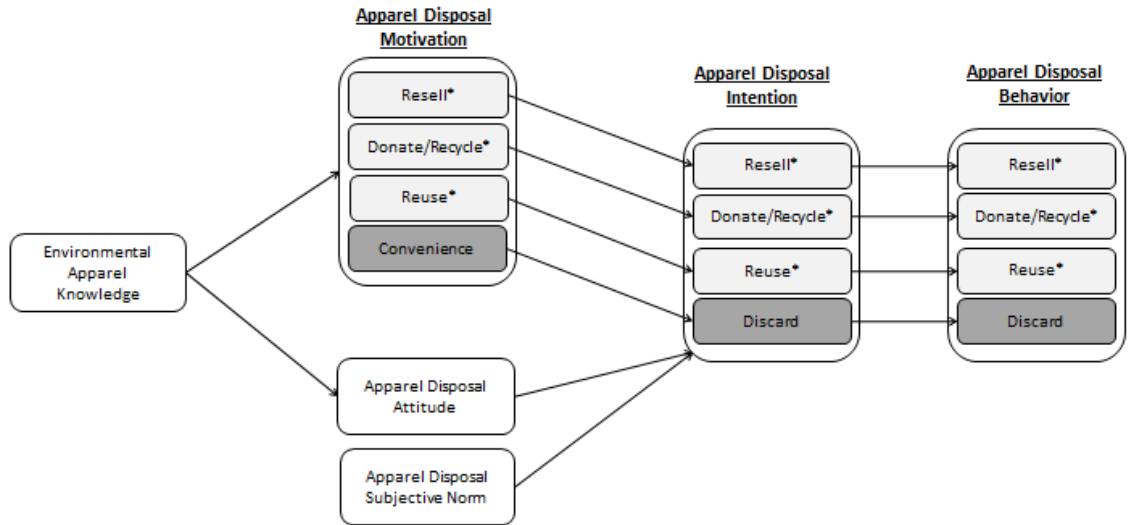 Apparel Disposal
Motivation
Resell*
Donate/Recycle*
Reuse*
Convenience
Environmental
Apparel
Knowledge
Apparel Disposal
Attitude
Apparel Disposal
Subjective Norm
Apparel Disposal
Intention
Resell*
Donate/Recycle*
Reuse*
Discard
Apparel Disposal
Behavior
Resell*
Donate/Recycle*
Reuse*
Discard